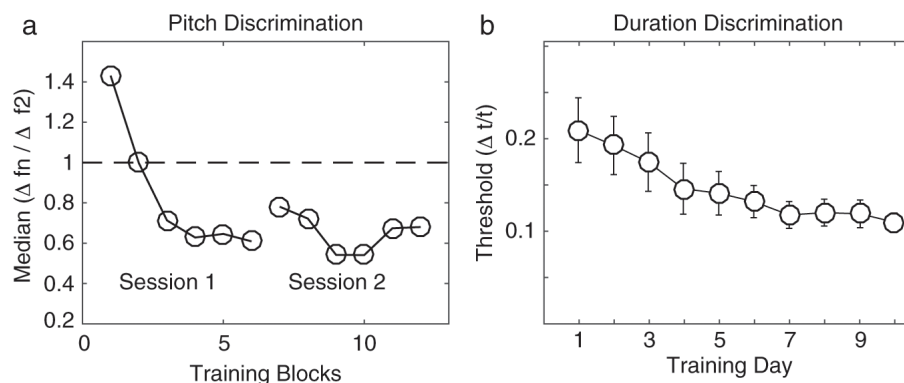 a
Pitch Discrimination
Median (Δ fn / Δ f2)
1.4
1.2
1
0.8
0.6
0.4
0.2
Session 1
Session 2
0
5
10
Training Blocks
b
Duration Discrimination
Threshold (Δ t/t)
0.2
0.1
1
3
5
7
9
Training Day